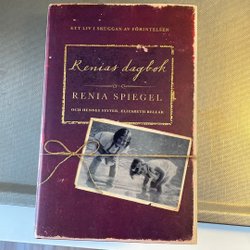 ETT LIV I SKUGGAN AV FÖRINTELSEN
Renias dagbok
RENIA SPIEGEL
OCH HENNES SYSTER, ELIZABETH BELLAK